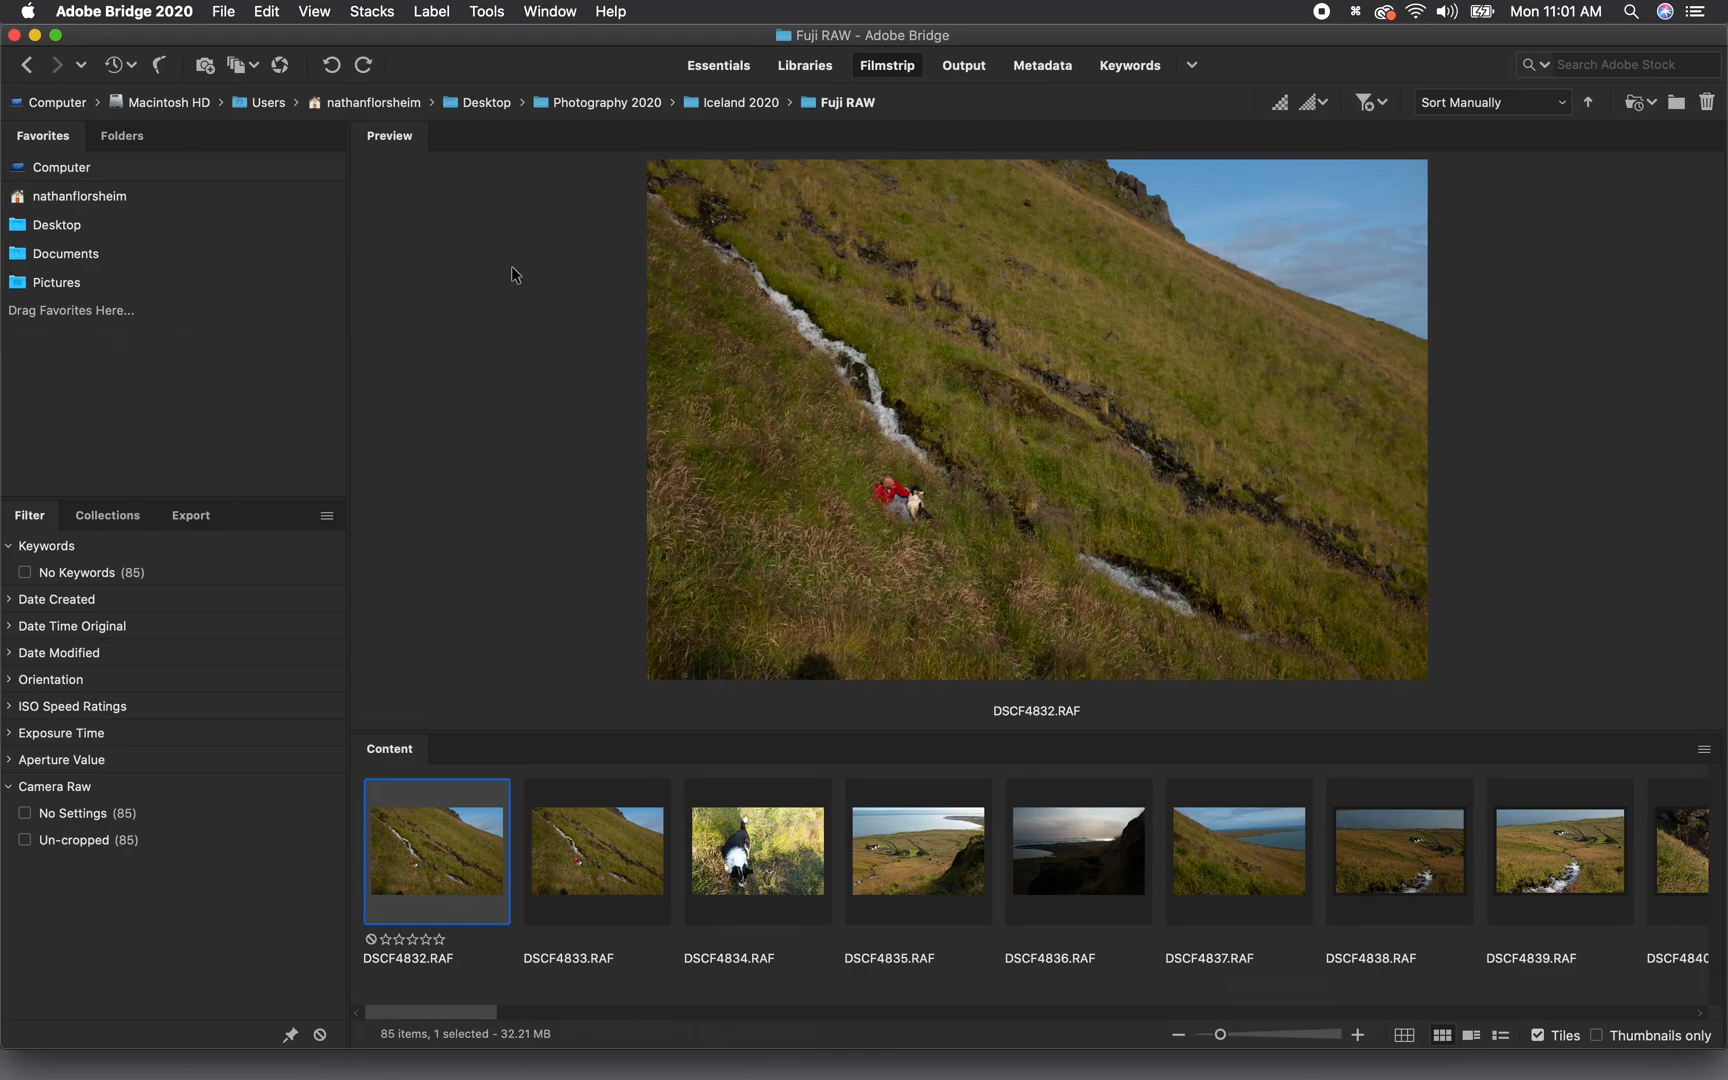 Adobe Bridge 2020 File Edit View Stacks Label Tools Window Help Mon 11:01 AM
Fuji RAW - Adobe Bridge
Essentials Libraries Filmstrip Output Metadata Keywords Search Adobe Stock
Computer Macintosh HD Users nathanflorsheim Desktop Photography 2020 Iceland 2020 Fuji RAW Sort Manually
Favorites Folders
Preview
Computer
nathanflorsheim
Desktop
Documents
Pictures
Drag Favorites Here...
DSCF4832.RAF
Filter Collections Export
Keywords
No Keywords (85)
Date Created
Date Time Original
Date Modified
Orientation
ISO Speed Ratings
Exposure Time
Aperture Value
Camera Raw
No Settings (85)
Un-cropped (85)
Content
DSCF4832.RAF DSCF4833.RAF DSCF4834.RAF DSCF4835.RAF DSCF4836.RAF DSCF4837.RAF DSCF4838.RAF DSCF4839.RAF DSCF4840
85 items, 1 selected - 32.21 MB Tiles Thumbnails only